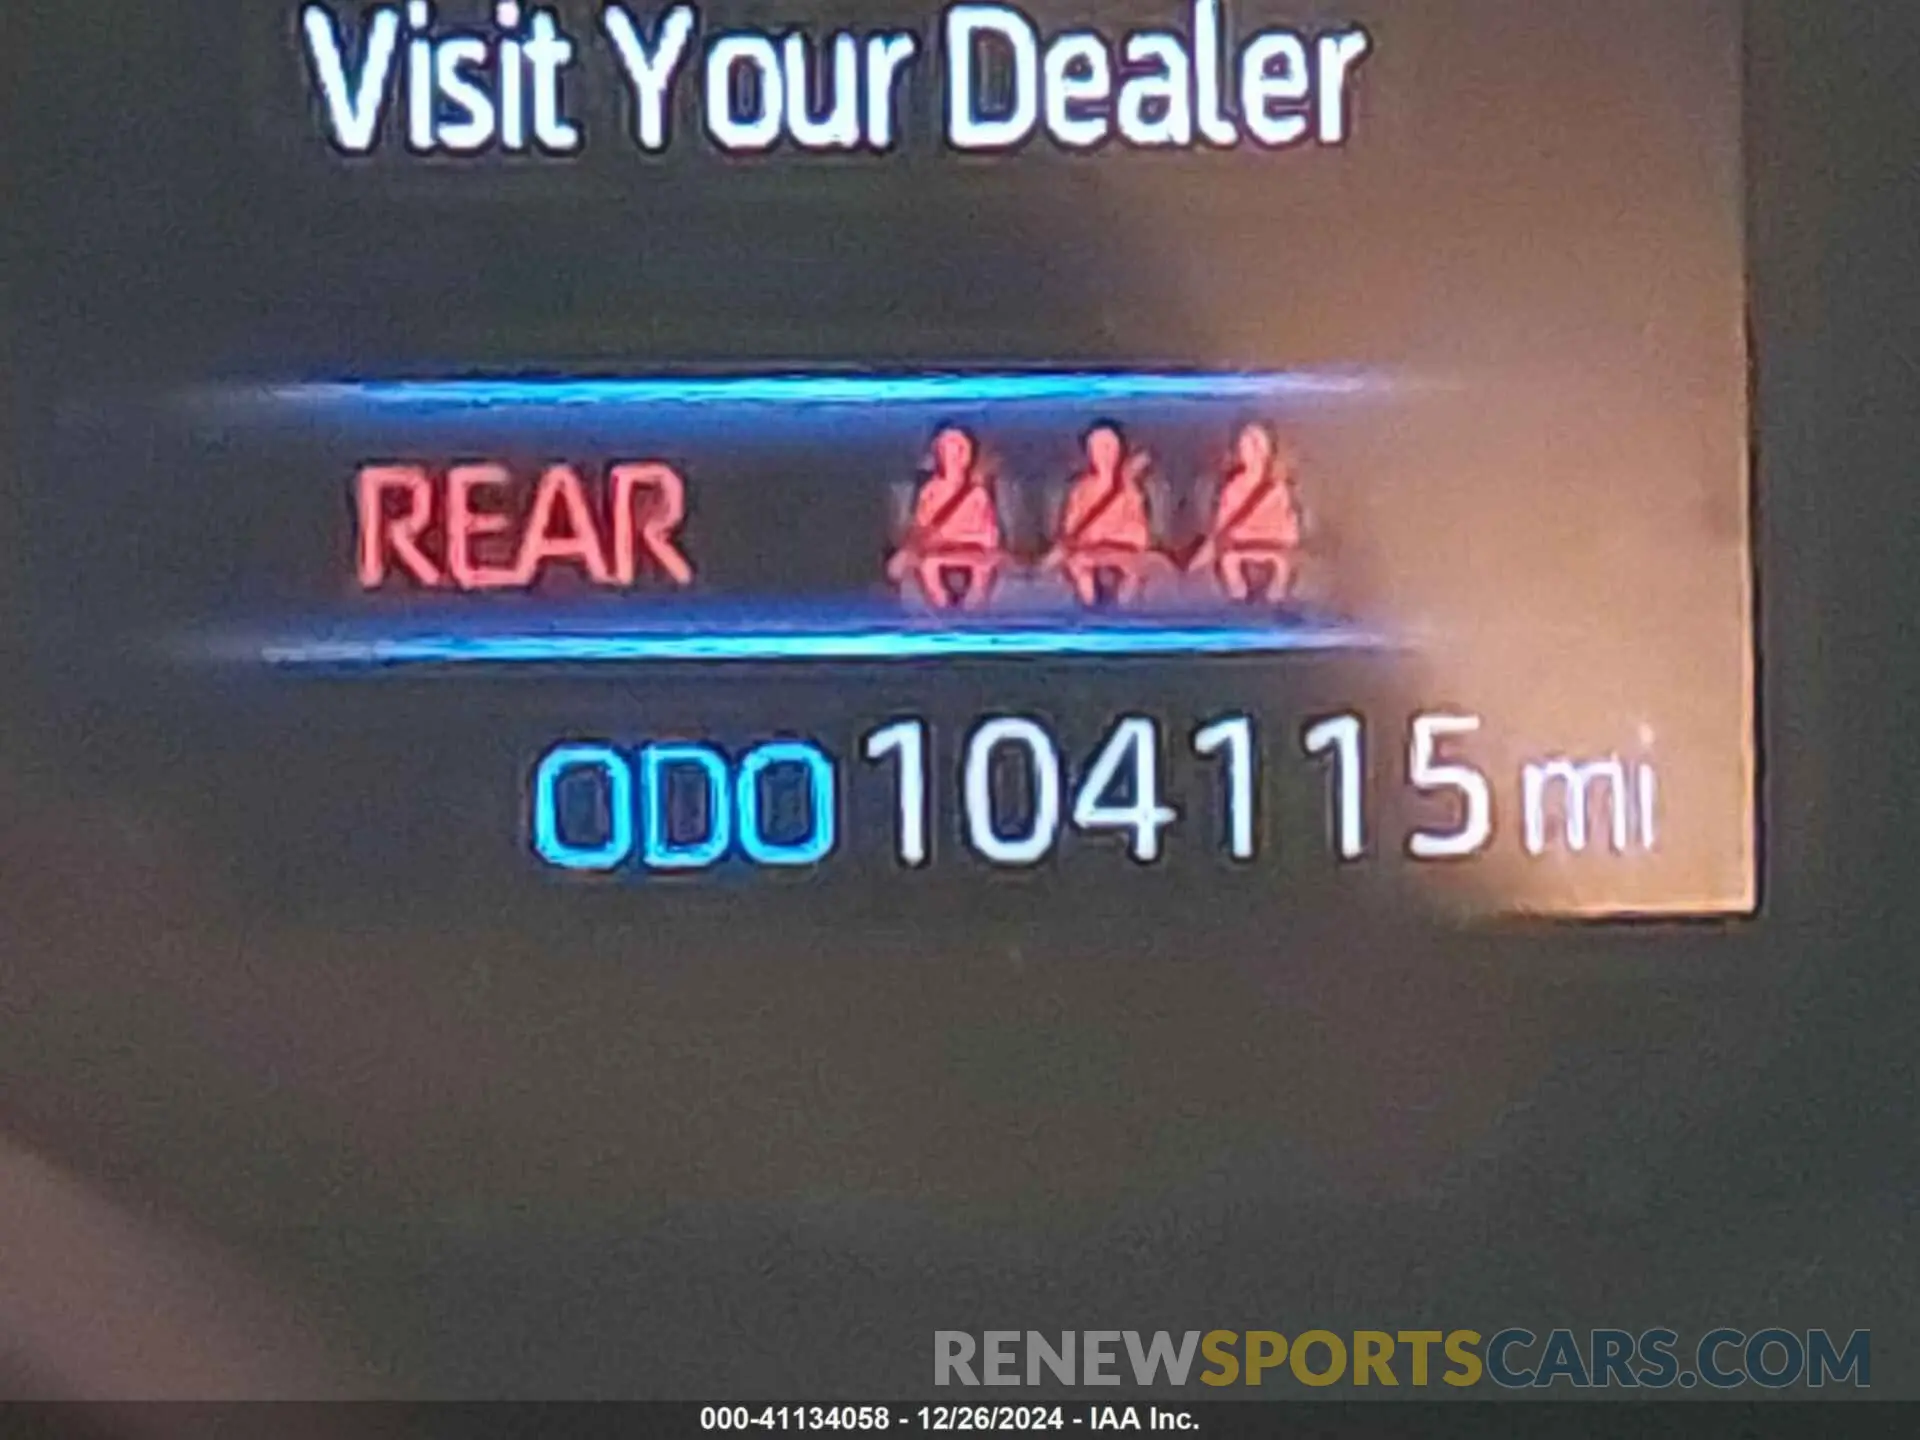 Visit Your Dealer
REAR
ODO 104115 mi
RENEWSPORTSCARS.COM
000-41134058 - 12/26/2024 - IAA Inc.